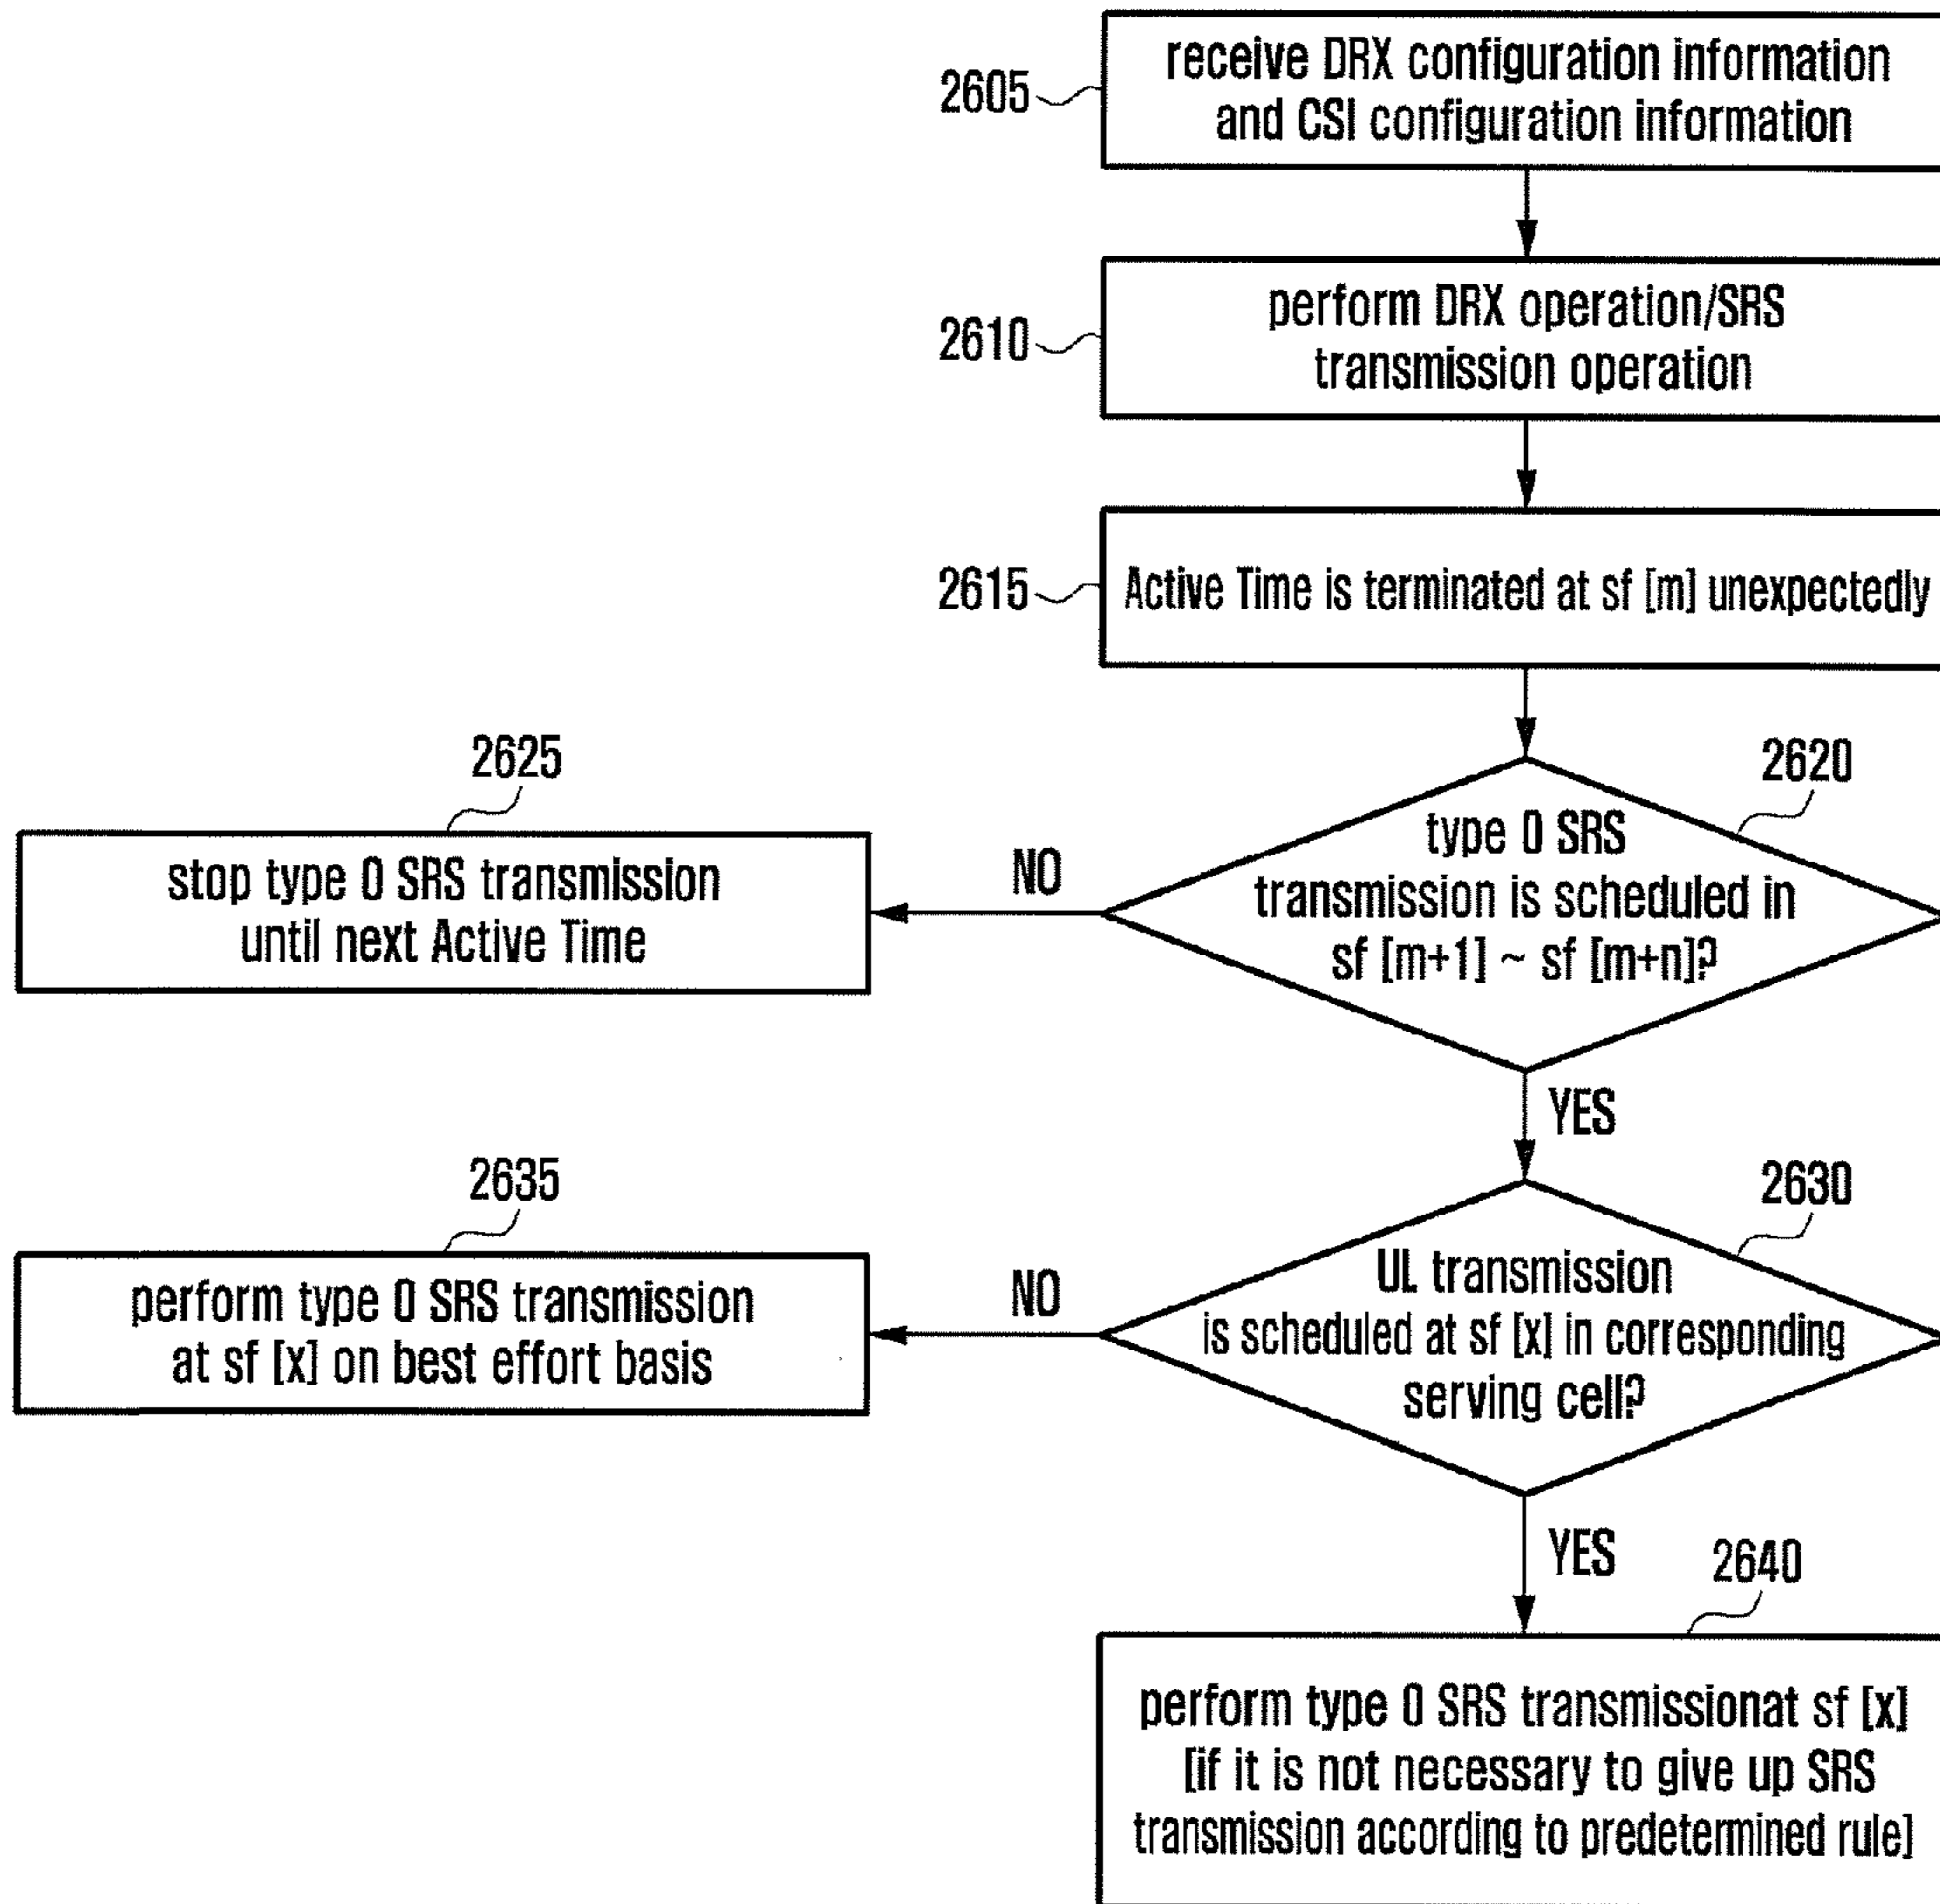 2605
receive DRX configuration information
and CSI configuration information
2610
perform DRX operation/SRS
transmission operation
2615
Active Time is terminated at sf [m] unexpectedly
2620
type 0 SRS
transmission is scheduled in
sf [m+1] ~ sf [m+n]?
NO
2625
stop type 0 SRS transmission
until next Active Time
YES
2630
UL transmission
is scheduled at sf [x] in corresponding
serving cell?
NO
2635
perform type 0 SRS transmission
at sf [x] on best effort basis
YES
2640
perform type 0 SRS transmissionat sf [x]
[if it is not necessary to give up SRS
transmission according to predetermined rule]